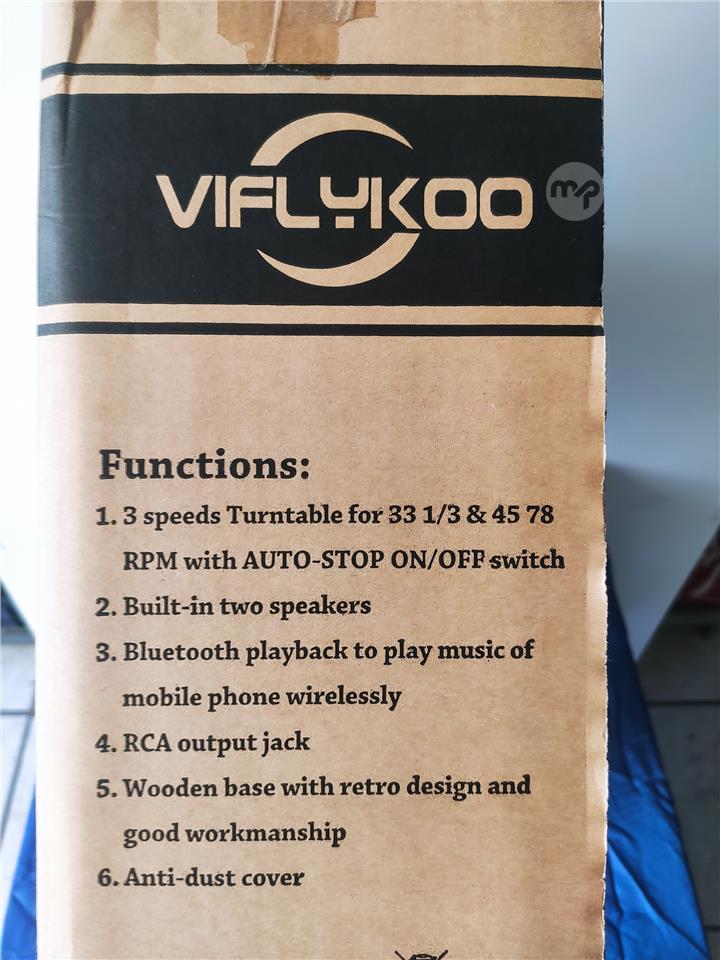 VIFLYKOO
mp
Functions:
1. 3 speeds Turntable for 33 1/3 & 45 78
RPM with AUTO-STOP ON/OFF switch
2. Built-in two speakers
3. Bluetooth playback to play music of
mobile phone wirelessly
4. RCA output jack
5. Wooden base with retro design and
good workmanship
6. Anti-dust cover